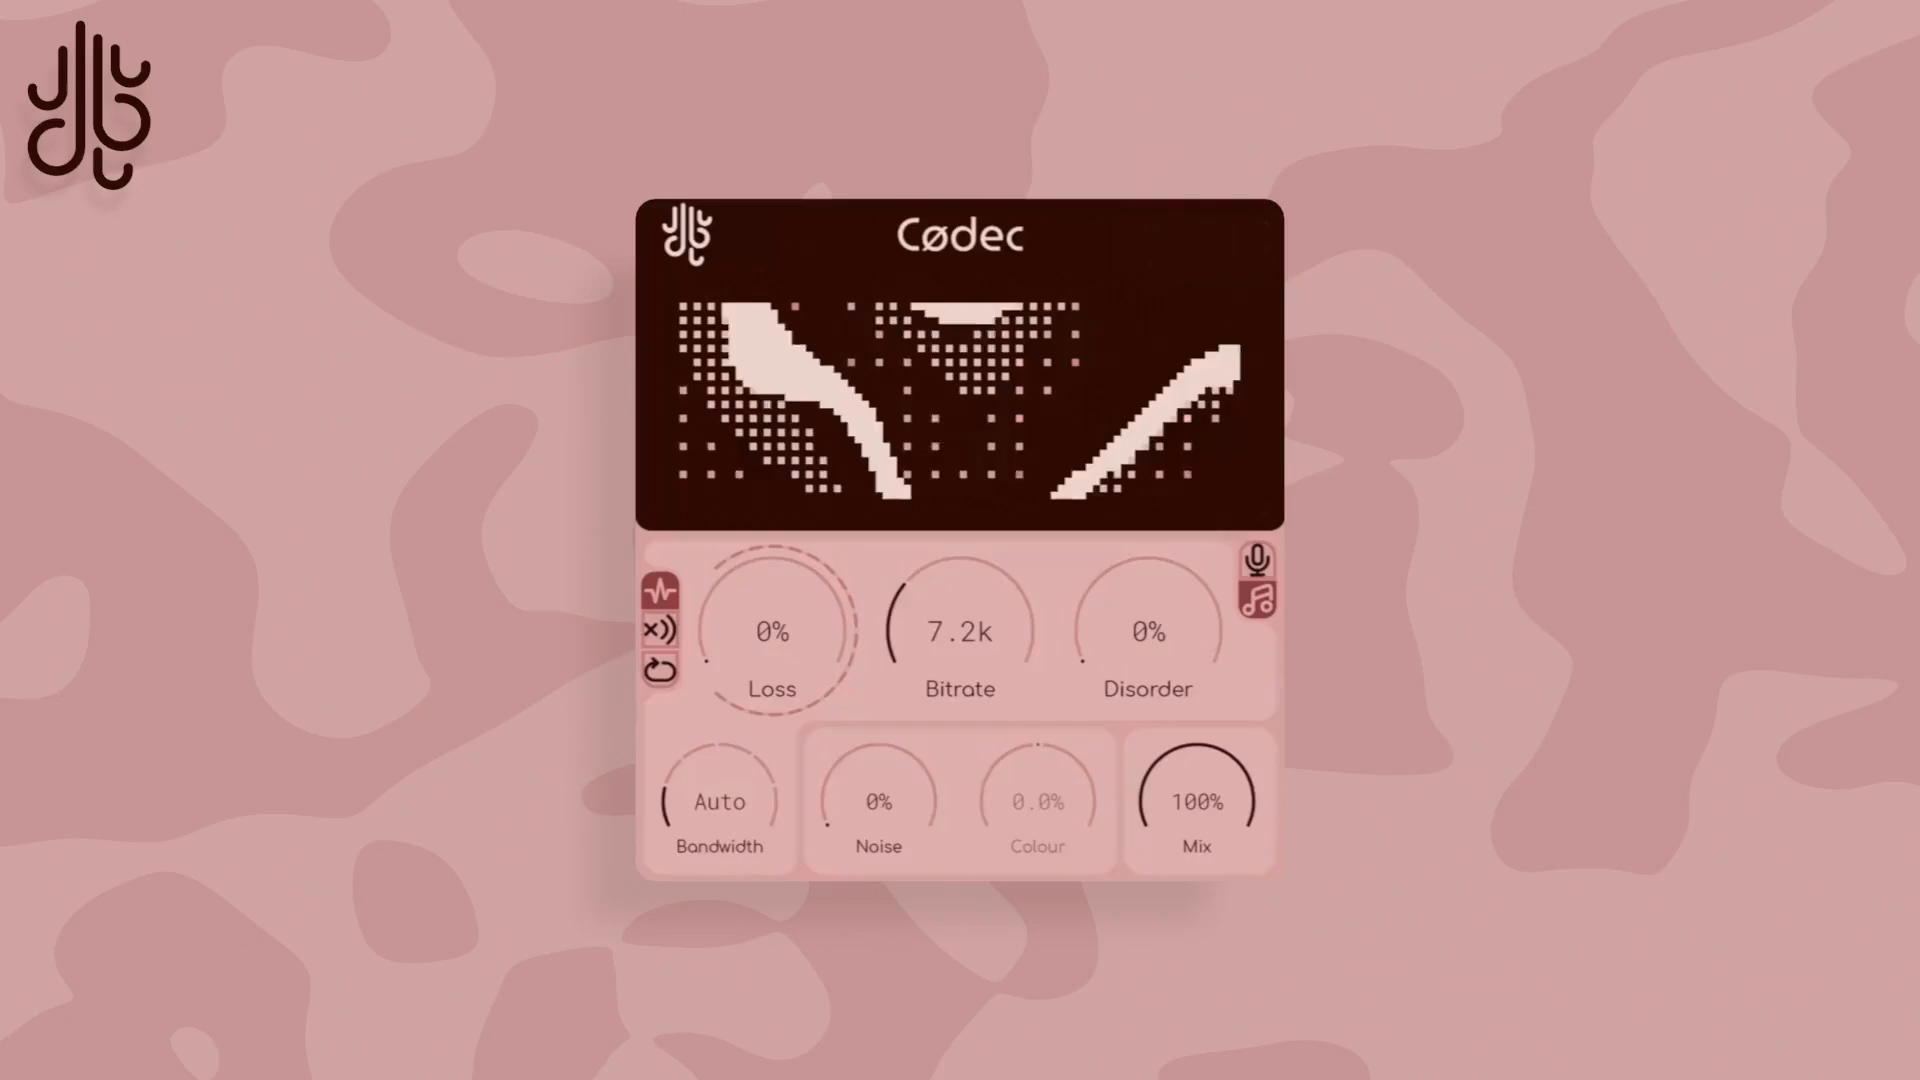 Cødec
0%
7.2k
0%
Loss
Bitrate
Disorder
Auto
0%
0.0%
100%
Bandwidth
Noise
Colour
Mix